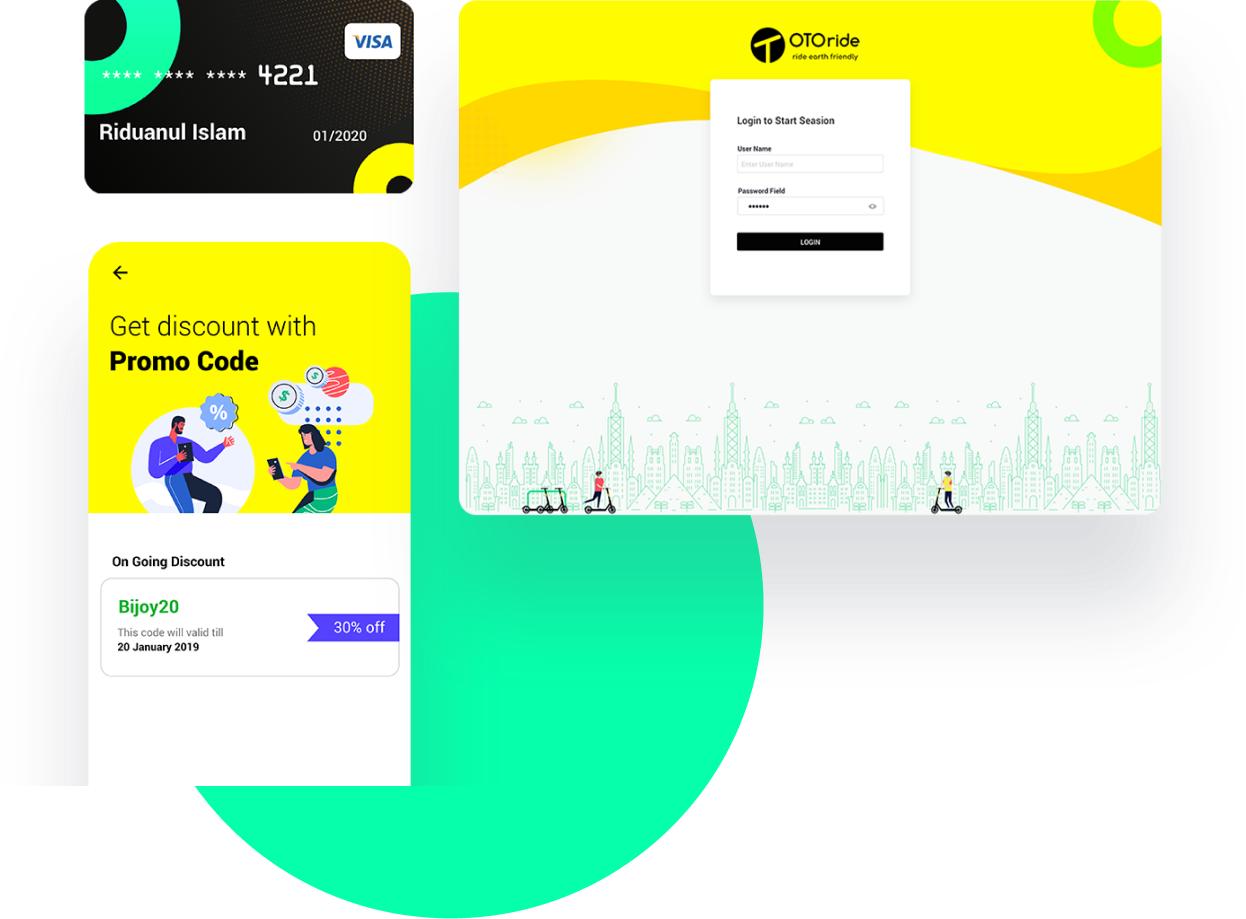 VISA
**** **** **** 4221
Riduanul Islam 01/2020
OTOride
ride earth friendly
Login to Start Seasion
User Name
Enter User Name
Password Field
••••••
LOGIN
Get discount with
Promo Code
$
$
%
On Going Discount
Bijoy20
This code will valid till
20 January 2019
30% off